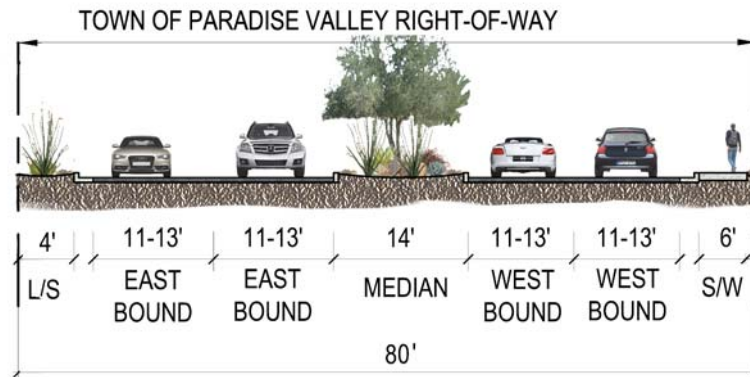 TOWN OF PARADISE VALLEY RIGHT-OF-WAY
4' 11-13' 11-13' 14' 11-13' 11-13' 6'
L/S EAST BOUND EAST BOUND MEDIAN WEST BOUND WEST BOUND S/W
80'